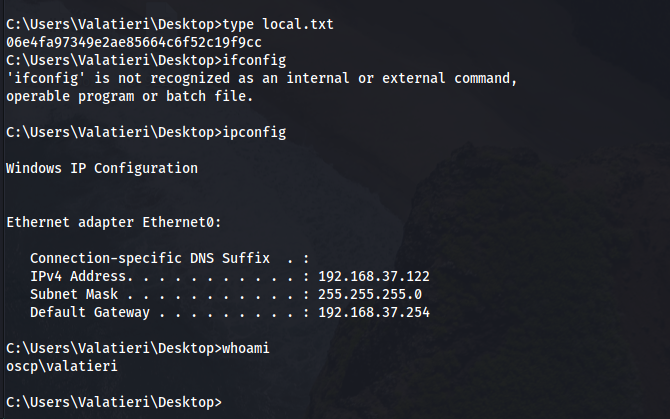 C:\Users\Valatieri\Desktop>type local.txt
06e4fa97349e2ae85664c6f52c19f9cc
C:\Users\Valatieri\Desktop>ifconfig
'ifconfig' is not recognized as an internal or external command,
operable program or batch file.
C:\Users\Valatieri\Desktop>ipconfig
Windows IP Configuration
Ethernet adapter Ethernet0:
Connection-specific DNS Suffix  . :
IPv4 Address. . . . . . . . . . . : 192.168.37.122
Subnet Mask . . . . . . . . . . . : 255.255.255.0
Default Gateway . . . . . . . . . : 192.168.37.254
C:\Users\Valatieri\Desktop>whoami
oscp\valatieri
C:\Users\Valatieri\Desktop>